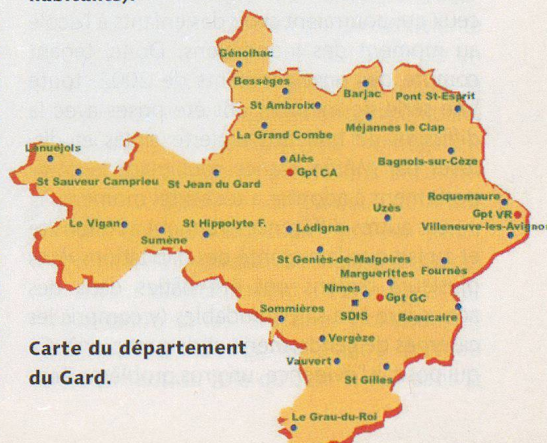 Génolhac
Bessèges
Barjac
Pont St-Esprit
St Ambroix
Méjannes le Clap
La Grand Combe
Lanuéjols
Alès
Bagnols-sur-Cèze
Gpt CA
St Sauveur Camprieu
St Jean du Gard
Roquemaure
Uzès
Gpt VR
Le Vigan
St Hippolyte F.
Lédignan
Villeneuve-les-Avignon
Sumène
St Geniès-de-Malgoires
Fournès
Marguerittes
Nimes
Gpt GC
SDIS
Sommières
Beaucaire
Vergèze
Carte du département
du Gard.
Vauvert
St Gilles
Le Grau-du-Roi